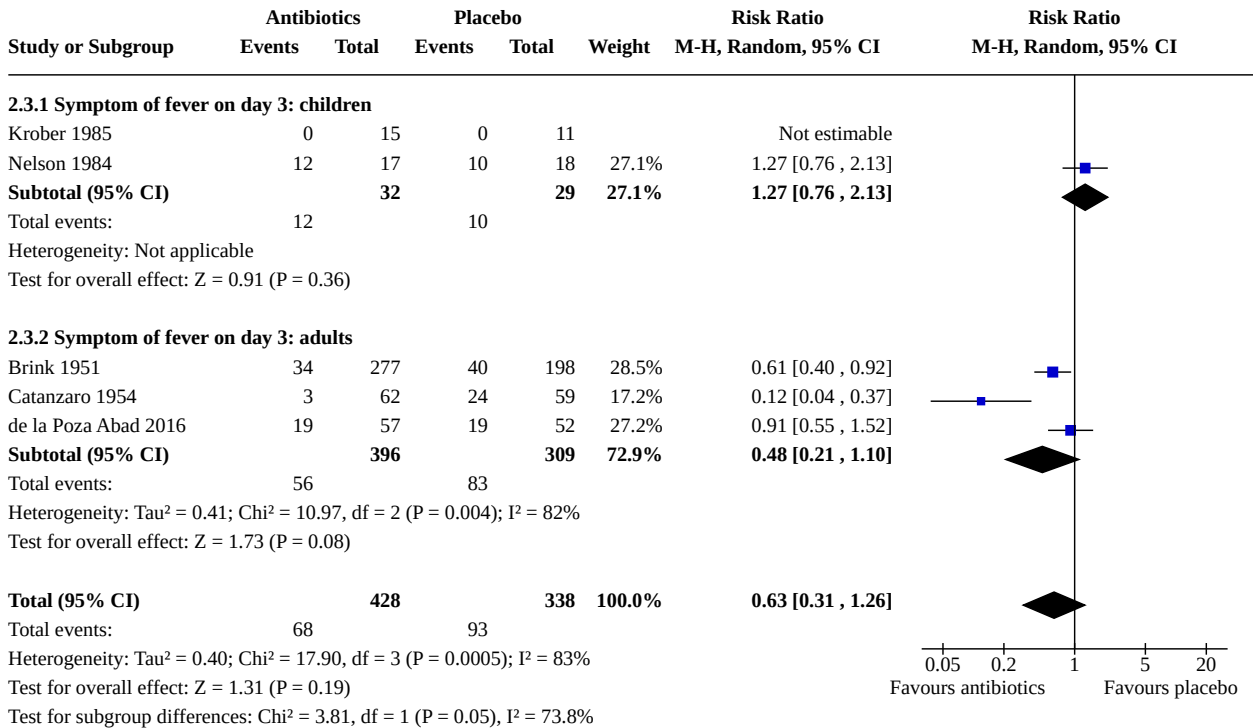 Antibiotics Placebo Risk Ratio Risk Ratio
Study or Subgroup Events Total Events Total Weight M-H, Random, 95% CI M-H, Random, 95% CI
2.3.1 Symptom of fever on day 3: children
Krober 1985 0 15 0 11 Not estimable
Nelson 1984 12 17 10 18 27.1% 1.27 [0.76 , 2.13]
Subtotal (95% CI) 32 29 27.1% 1.27 [0.76 , 2.13]
Total events: 12 10
Heterogeneity: Not applicable
Test for overall effect: Z = 0.91 (P = 0.36)
2.3.2 Symptom of fever on day 3: adults
Brink 1951 34 277 40 198 28.5% 0.61 [0.40 , 0.92]
Catanzaro 1954 3 62 24 59 17.2% 0.12 [0.04 , 0.37]
de la Poza Abad 2016 19 57 19 52 27.2% 0.91 [0.55 , 1.52]
Subtotal (95% CI) 396 309 72.9% 0.48 [0.21 , 1.10]
Total events: 56 83
Heterogeneity: Tau² = 0.41; Chi² = 10.97, df = 2 (P = 0.004); I² = 82%
Test for overall effect: Z = 1.73 (P = 0.08)
Total (95% CI) 428 338 100.0% 0.63 [0.31 , 1.26]
Total events: 68 93
Heterogeneity: Tau² = 0.40; Chi² = 17.90, df = 3 (P = 0.0005); I² = 83%
0.05 0.2 1 5 20
Test for overall effect: Z = 1.31 (P = 0.19)
Favours antibiotics Favours placebo
Test for subgroup differences: Chi² = 3.81, df = 1 (P = 0.05), I² = 73.8%